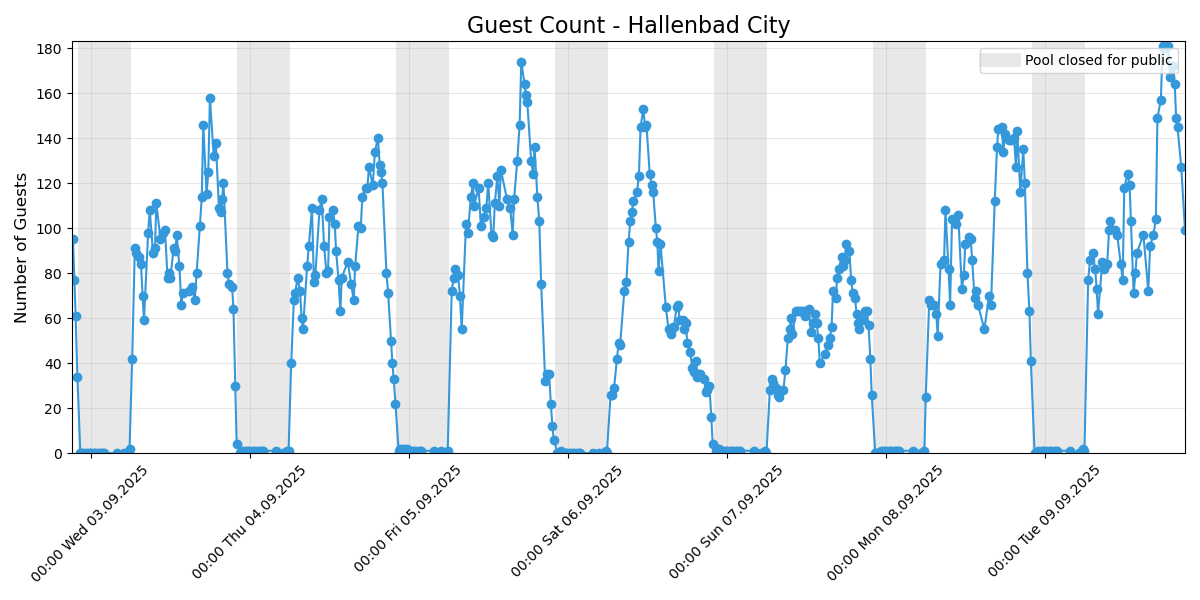 Guest Count - Hallenbad City
Pool closed for public
Number of Guests
180
160
140
120
100
80
60
40
20
0
00:00 Wed 03.09.2025
00:00 Thu 04.09.2025
00:00 Fri 05.09.2025
00:00 Sat 06.09.2025
00:00 Sun 07.09.2025
00:00 Mon 08.09.2025
00:00 Tue 09.09.2025